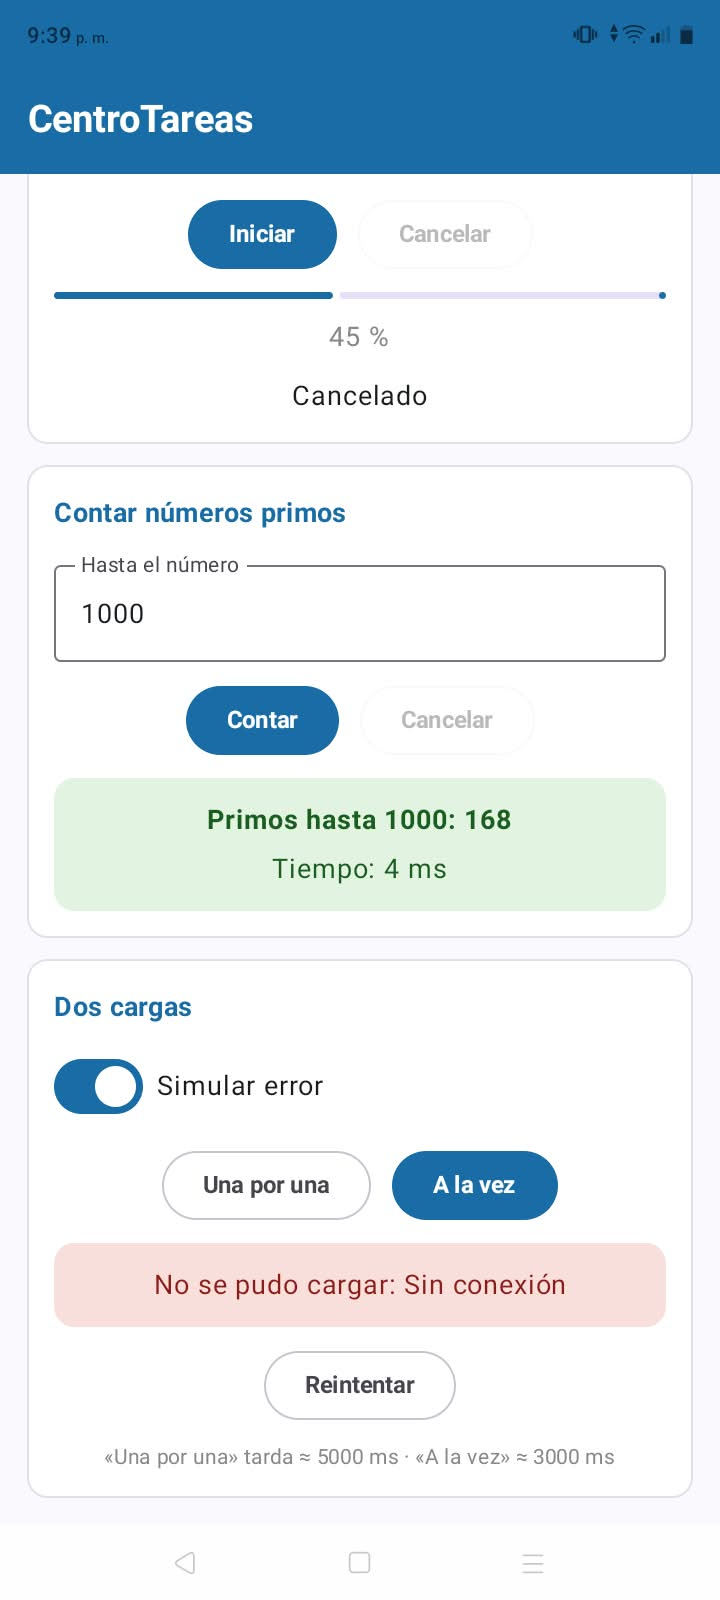 9:39 p. m.
CentroTareas
Iniciar
Cancelar
45 %
Cancelado
Contar números primos
Hasta el número
1000
Contar
Cancelar
Primos hasta 1000: 168
Tiempo: 4 ms
Dos cargas
Simular error
Una por una
A la vez
No se pudo cargar: Sin conexión
Reintentar
«Una por una» tarda ≈ 5000 ms · «A la vez» ≈ 3000 ms